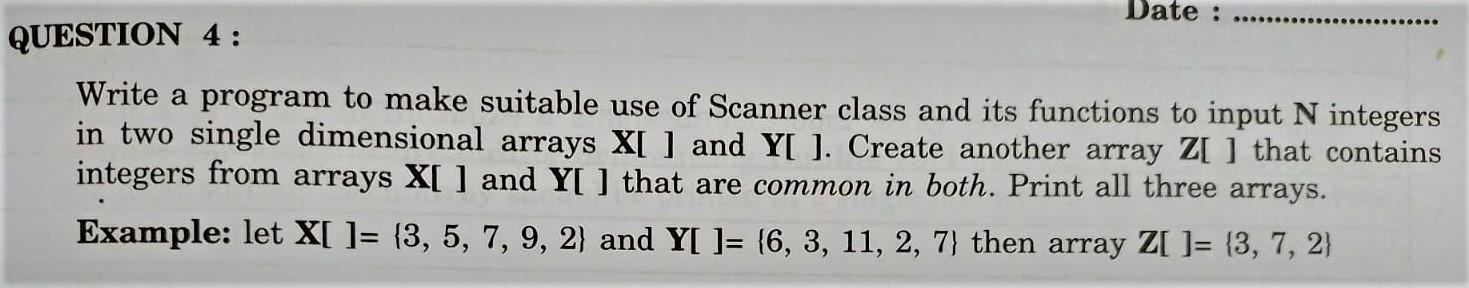 Date : ............................
QUESTION 4 :
Write a program to make suitable use of Scanner class and its functions to input N integers
in two single dimensional arrays X[ ] and Y[ ]. Create another array Z[ ] that contains
integers from arrays X[ ] and Y[ ] that are common in both. Print all three arrays.
Example: let X[ ]= {3, 5, 7, 9, 2} and Y[ ]= {6, 3, 11, 2, 7} then array Z[ ]= {3, 7, 2}